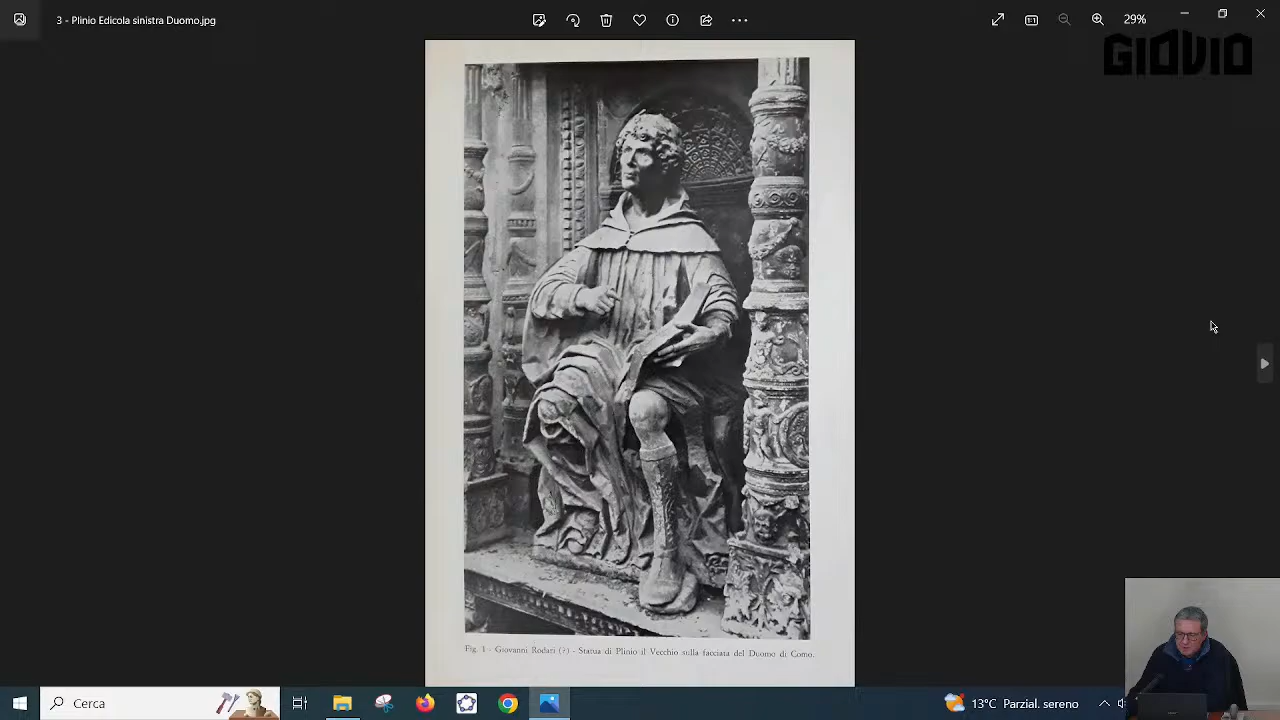 3 - Plinio Edicola sinistra Duomo.jpg
29%
GIOVIO
Fig. 1 - Giovanni Rodari (?) - Statua di Plinio il Vecchio sulla facciata del Duomo di Como.
Cerca
13°C Parzial. sereno